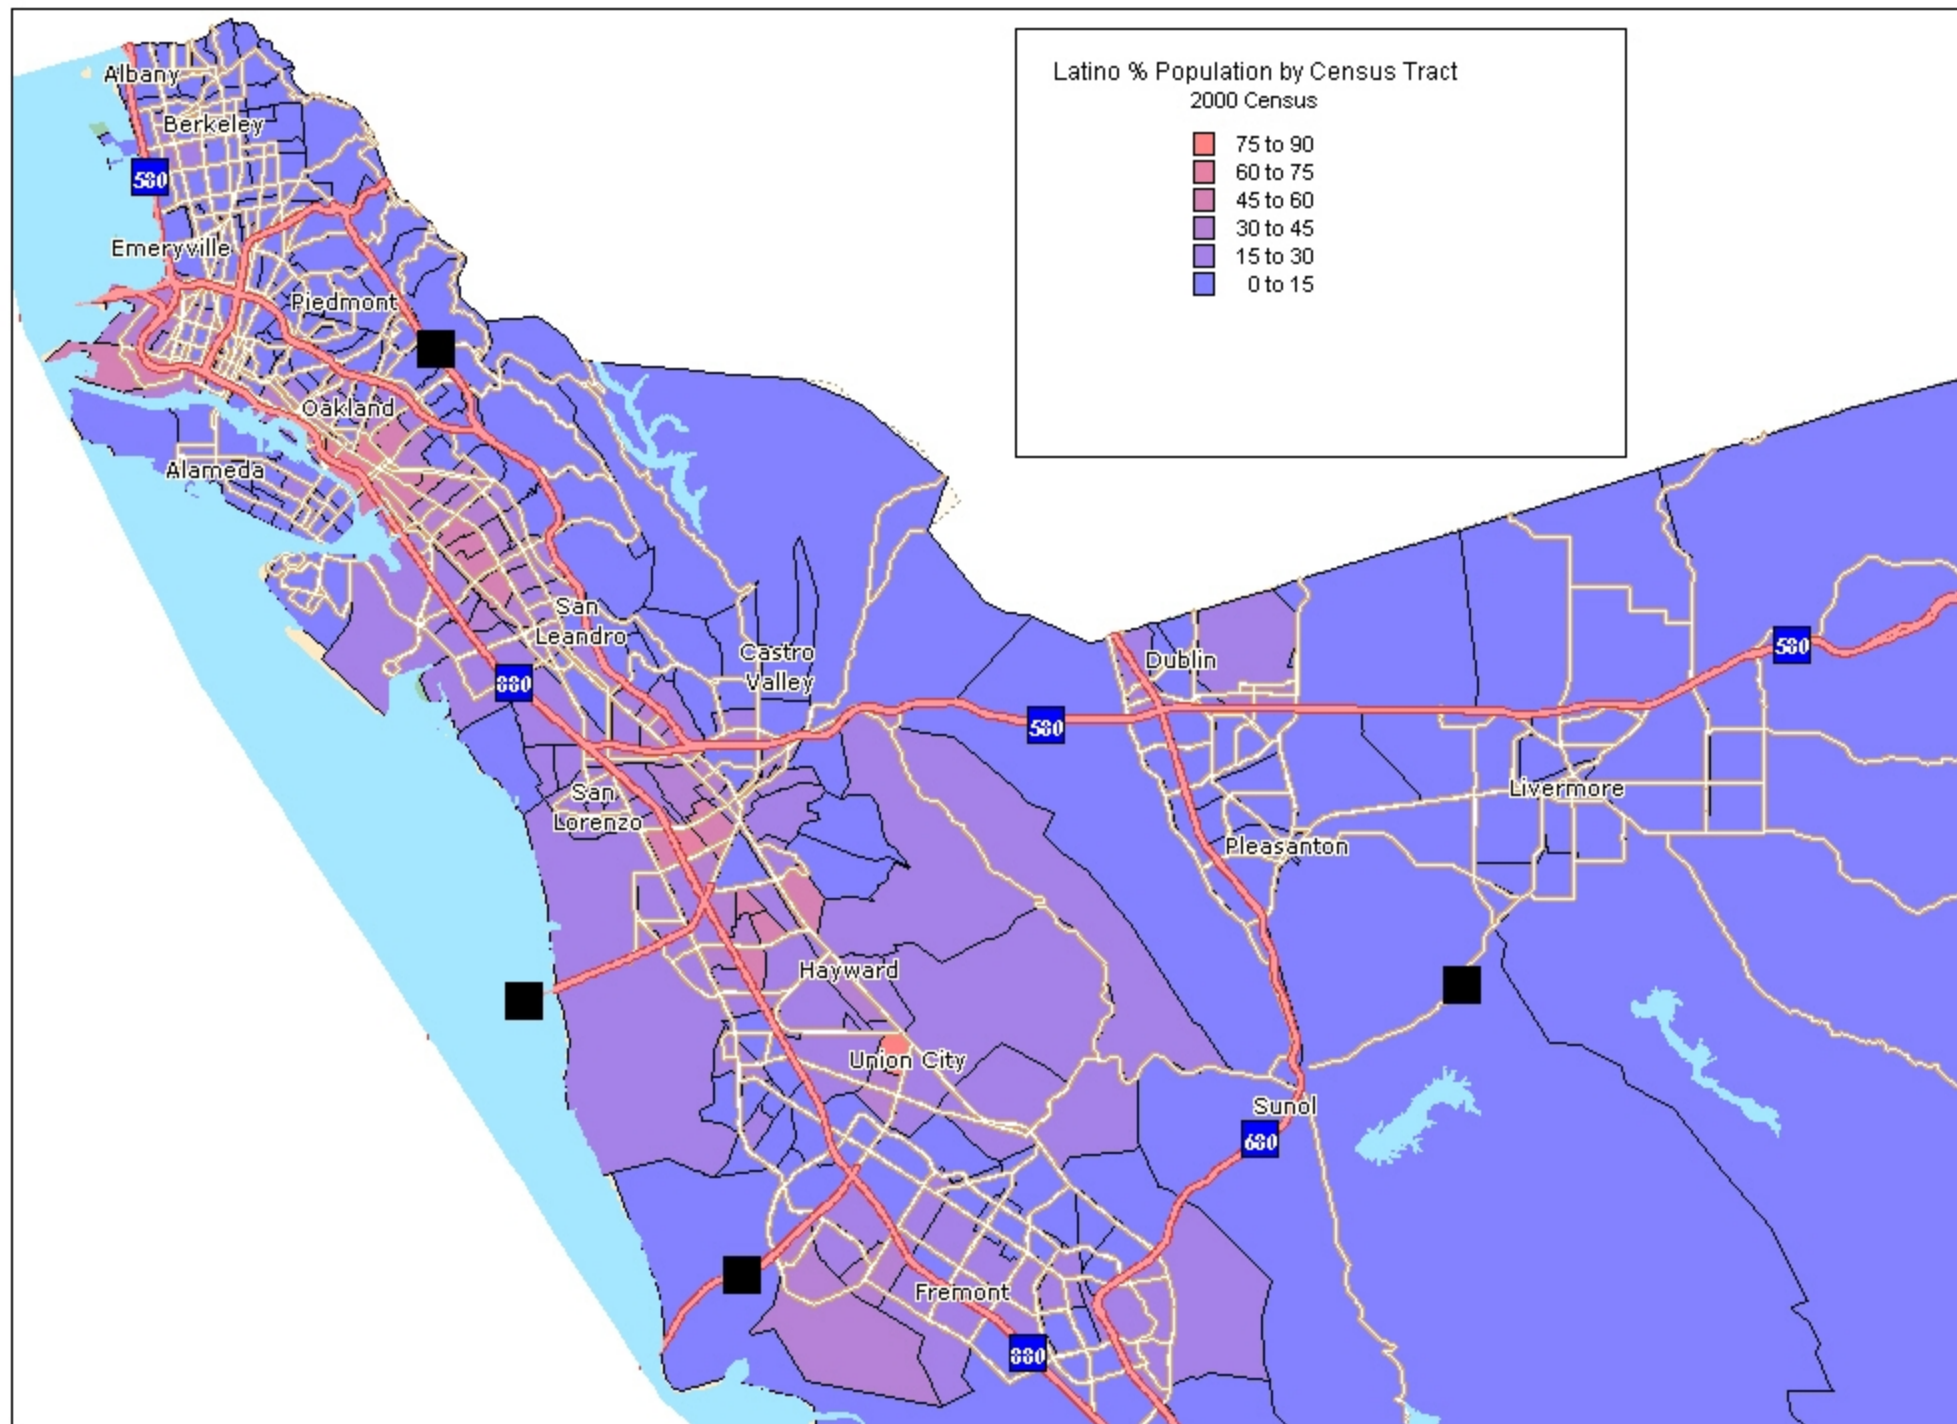 Latino % Population by Census Tract
2000 Census
75 to 90
60 to 75
45 to 60
30 to 45
15 to 30
0 to 15
Albany
Berkeley
580
Emeryville
Piedmont
Oakland
Alameda
San
Leandro
Castro
Valley
Dublin
580
880
580
San
Lorenzo
Livermore
Pleasanton
Hayward
Union City
Sunol
680
Fremont
880